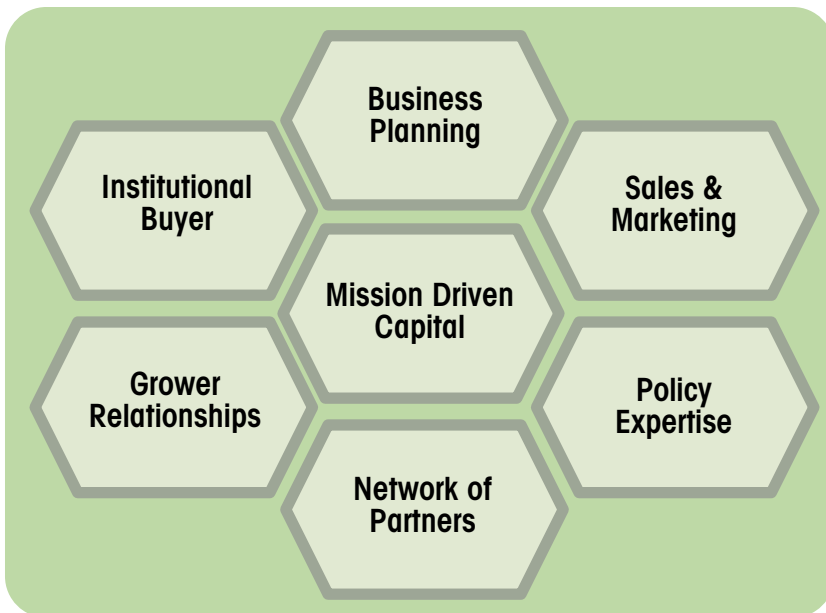 Business
Planning
Institutional
Buyer
Sales &
Marketing
Mission Driven
Capital
Grower
Relationships
Policy
Expertise
Network of
Partners